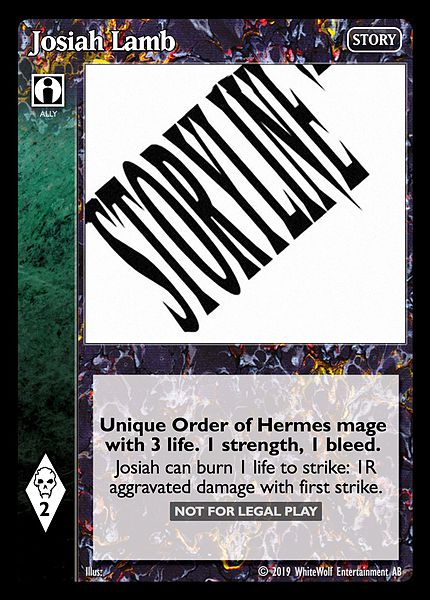 Josiah Lamb
STORY
ALLY
STORYLINE
Unique Order of Hermes mage
with 3 life. 1 strength, 1 bleed.
Josiah can burn 1 life to strike: 1R
aggravated damage with first strike.
NOT FOR LEGAL PLAY
2
Illus:
© 2019 WhiteWolf Entertainment AB